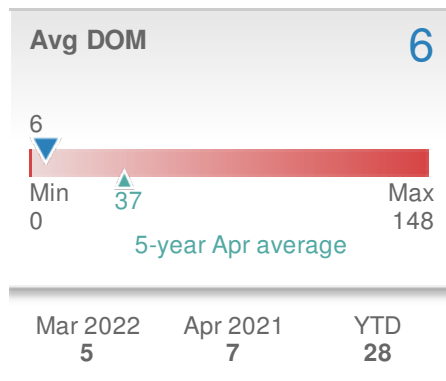 Avg DOM 6
6
Min Max
37
0 148
5-year Apr average
Mar 2022 Apr 2021 YTD
5 7 28